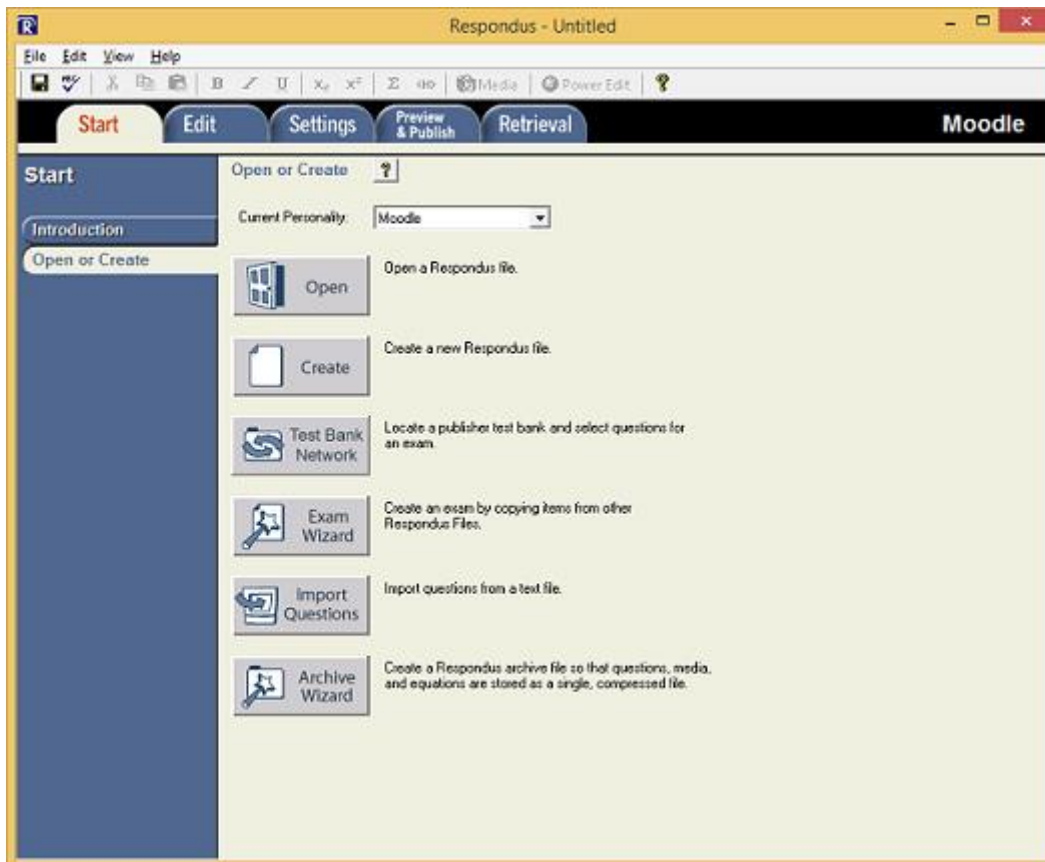 R
Respondus - Untitled
File Edit View Help
B I U x₂ x² Σ Media Power Edit ?
Start Edit Settings Preview & Publish Retrieval Moodle
Start
Introduction
Open or Create
Open or Create ?
Current Personality: Moodle
Open
Open a Respondus file.
Create
Create a new Respondus file.
Test Bank
Network
Locate a publisher test bank and select questions for
an exam.
Exam
Wizard
Create an exam by copying items from other
Respondus Files.
Import
Questions
Import questions from a text file.
Archive
Wizard
Create a Respondus archive file so that questions, media,
and equations are stored as a single, compressed file.